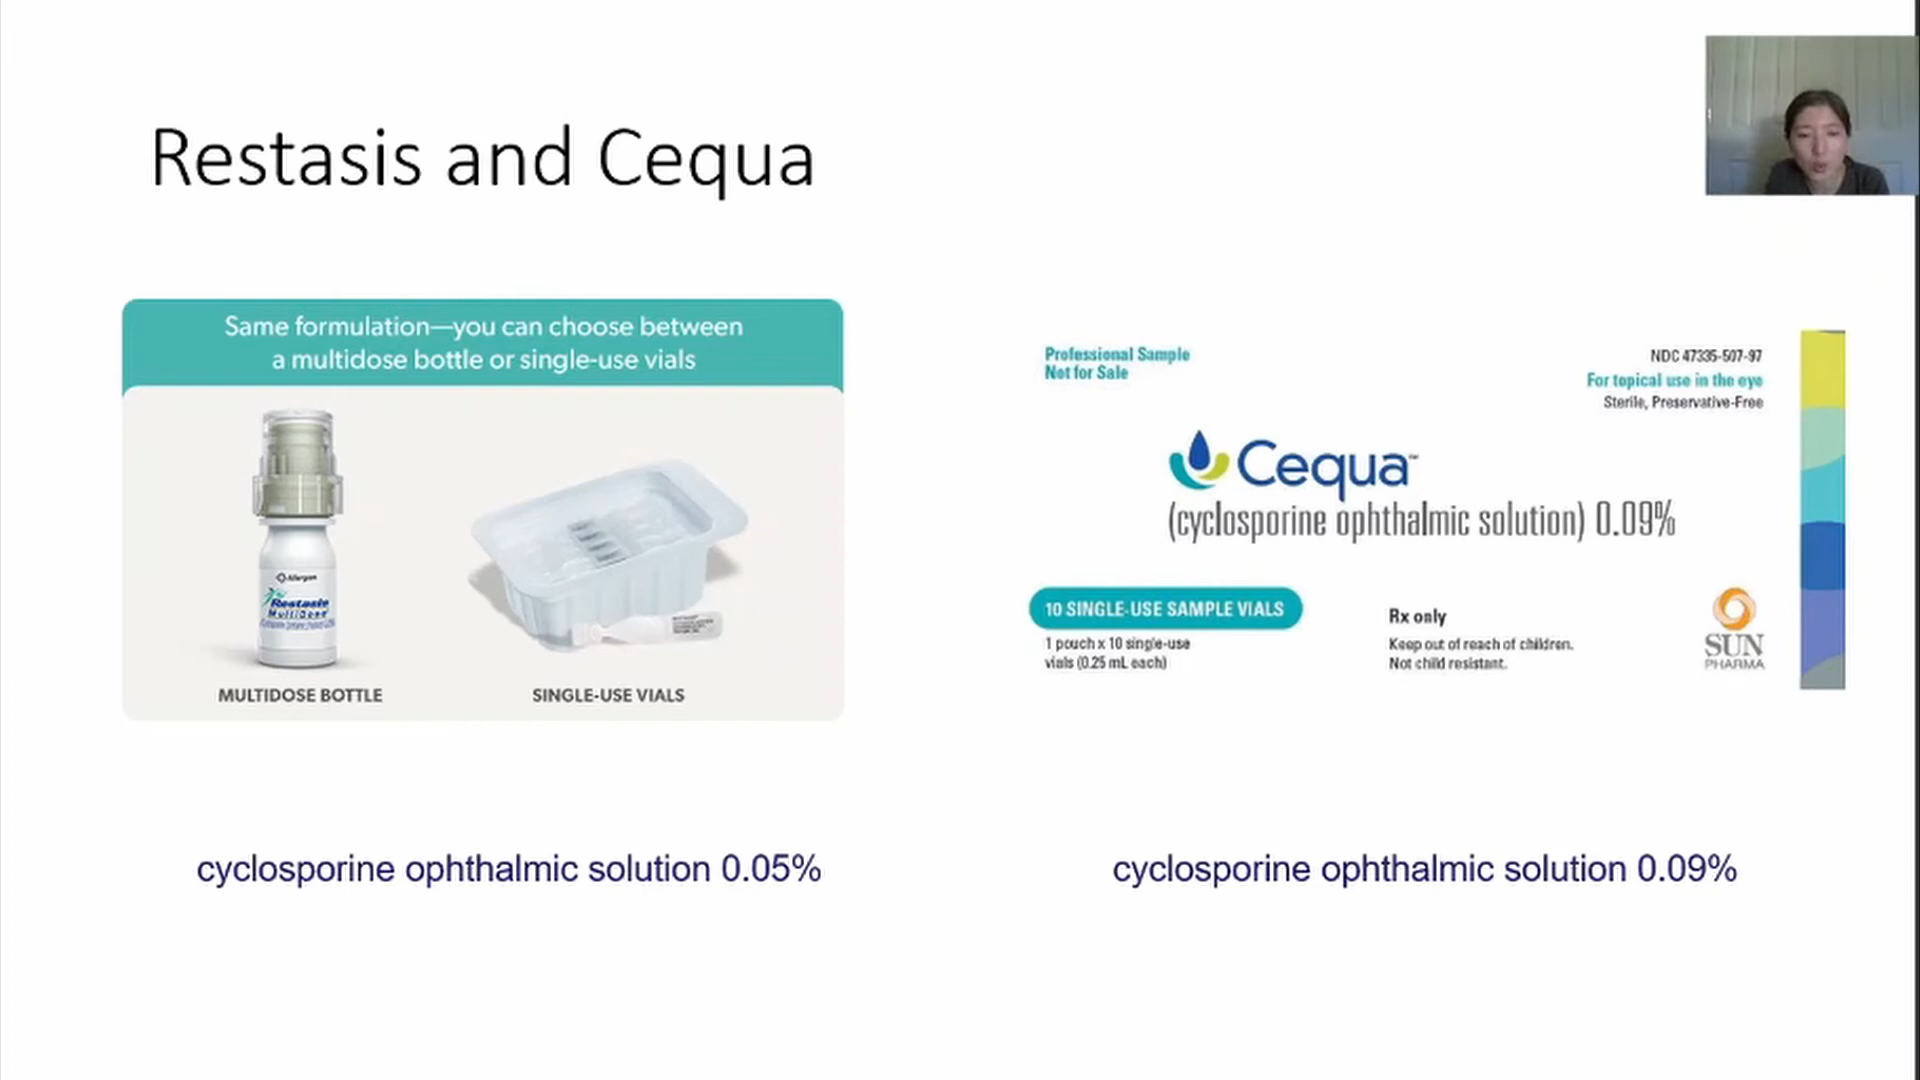 Restasis and Cequa
Same formulation—you can choose between
a multidose bottle or single-use vials
Allergan
Restasis
MultiDose
MULTIDOSE BOTTLE
SINGLE-USE VIALS
cyclosporine ophthalmic solution 0.05%
Professional Sample
Not for Sale
NDC 47335-507-97
For topical use in the eye
Sterile, Preservative-Free
Cequa™
(cyclosporine ophthalmic solution) 0.09%
10 SINGLE-USE SAMPLE VIALS
1 pouch x 10 single-use
vials (0.25 mL each)
Rx only
Keep out of reach of children.
Not child resistant.
SUN
PHARMA
cyclosporine ophthalmic solution 0.09%